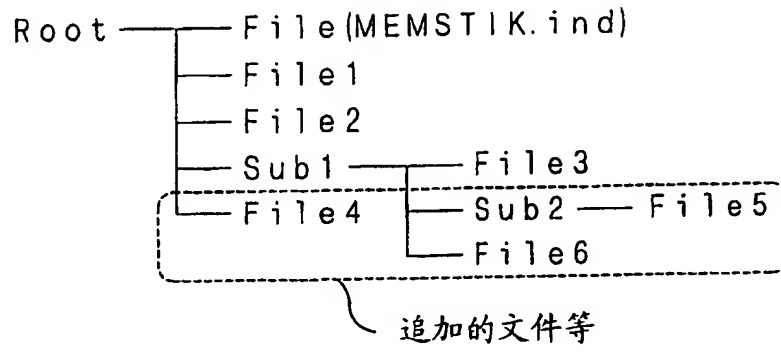 Root File(MEMSTIK.ind)
File1
File2
Sub1 File3
File4 Sub2 File5
File6
追加的文件等